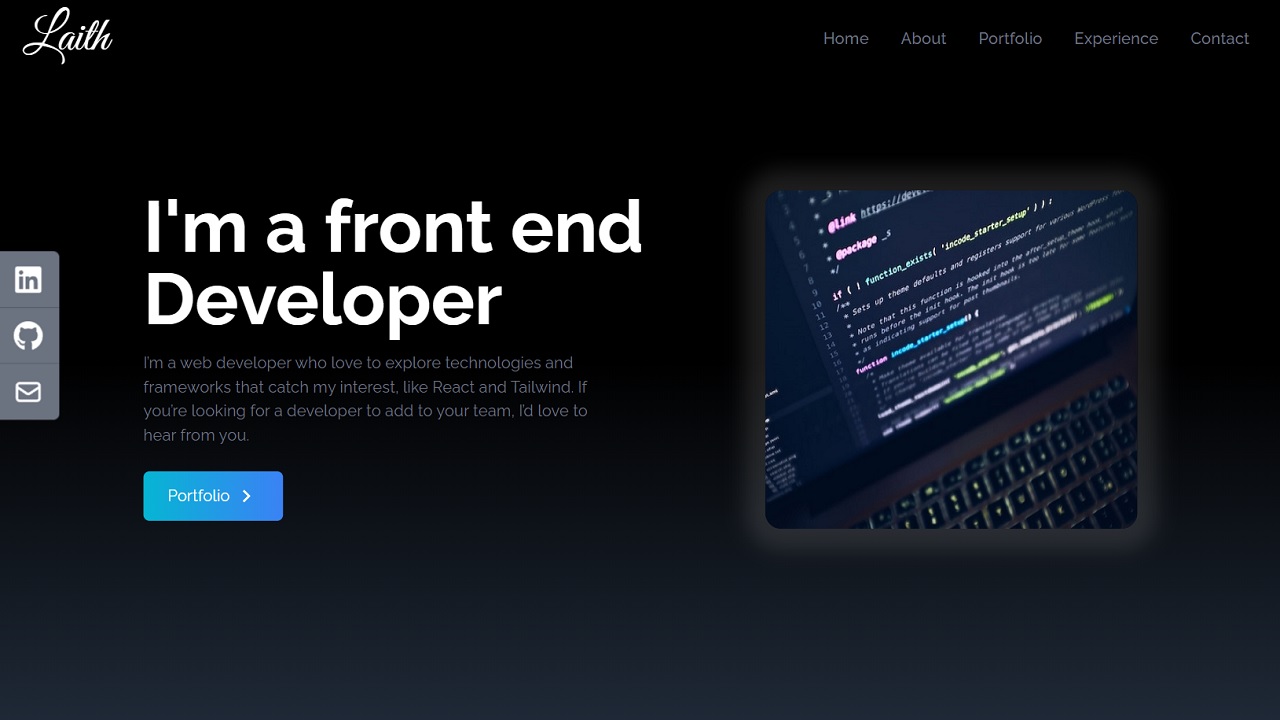 Laith
Home
About
Portfolio
Experience
Contact
I'm a front end
Developer
I'm a web developer who love to explore technologies and
frameworks that catch my interest, like React and Tailwind. If
you're looking for a developer to add to your team, I'd love to
hear from you.
Portfolio
in
@link https://deve
@package _s
*/
if ( ! function_exists( 'incode_starter_setup' ) ) :
/**
* Sets up theme defaults and registers support for various WordPress
* Note that this function is hooked into the after_setup_theme hook, which
* runs before the init hook. The init hook is too late for some features, such
* as indicating support for post thumbnails.
*/
function incode_starter_setup() {